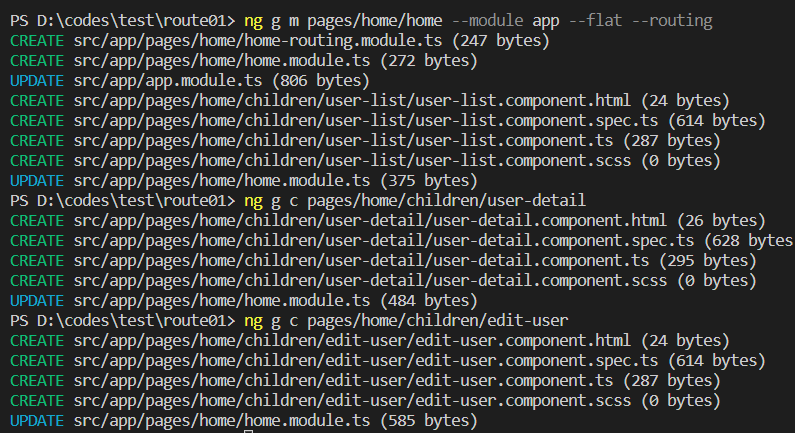 PS D:\codes\test\route01> ng g m pages/home/home --module app --flat --routing
CREATE src/app/pages/home/home-routing.module.ts (247 bytes)
CREATE src/app/pages/home/home.module.ts (272 bytes)
UPDATE src/app/app.module.ts (806 bytes)
CREATE src/app/pages/home/children/user-list/user-list.component.html (24 bytes)
CREATE src/app/pages/home/children/user-list/user-list.component.spec.ts (614 bytes)
CREATE src/app/pages/home/children/user-list/user-list.component.ts (287 bytes)
CREATE src/app/pages/home/children/user-list/user-list.component.scss (0 bytes)
UPDATE src/app/pages/home/home.module.ts (375 bytes)
PS D:\codes\test\route01> ng g c pages/home/children/user-detail
CREATE src/app/pages/home/children/user-detail/user-detail.component.html (26 bytes)
CREATE src/app/pages/home/children/user-detail/user-detail.component.spec.ts (628 bytes
CREATE src/app/pages/home/children/user-detail/user-detail.component.ts (295 bytes)
CREATE src/app/pages/home/children/user-detail/user-detail.component.scss (0 bytes)
UPDATE src/app/pages/home/home.module.ts (484 bytes)
PS D:\codes\test\route01> ng g c pages/home/children/edit-user
CREATE src/app/pages/home/children/edit-user/edit-user.component.html (24 bytes)
CREATE src/app/pages/home/children/edit-user/edit-user.component.spec.ts (614 bytes)
CREATE src/app/pages/home/children/edit-user/edit-user.component.ts (287 bytes)
CREATE src/app/pages/home/children/edit-user/edit-user.component.scss (0 bytes)
UPDATE src/app/pages/home/home.module.ts (585 bytes)